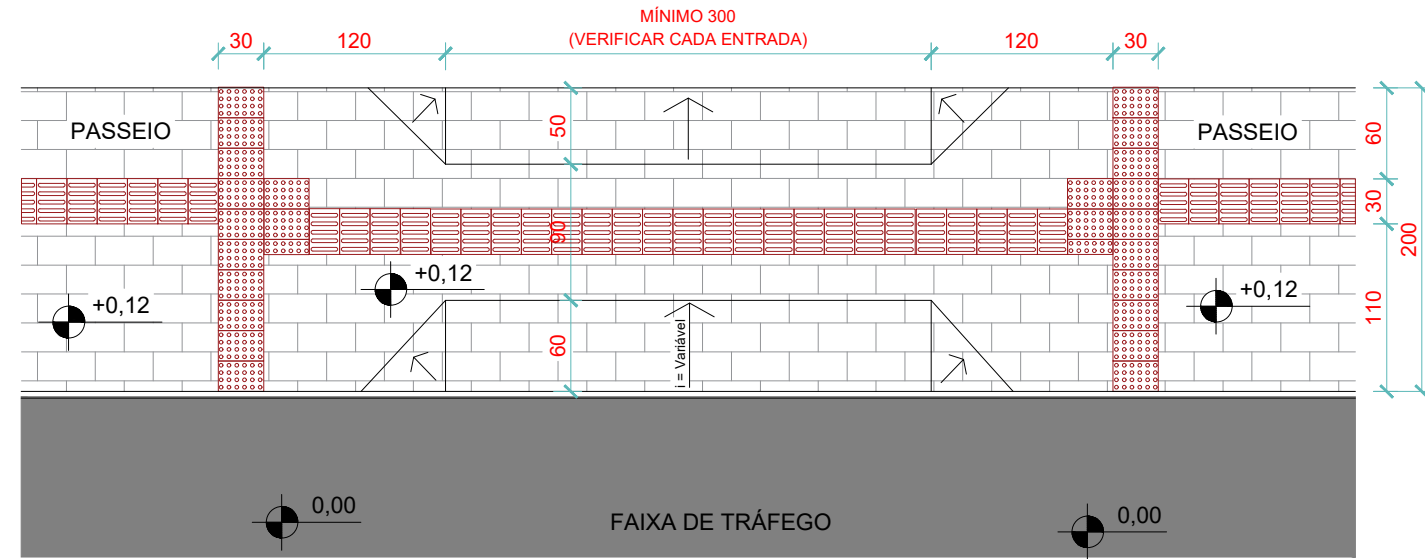 MÍNIMO 300
(VERIFICAR CADA ENTRADA)
30
120
120
30
PASSEIO
50
PASSEIO
60
30
200
90
+0,12
+0,12
+0,12
110
60
i = Variável
0,00
FAIXA DE TRÁFEGO
0,00